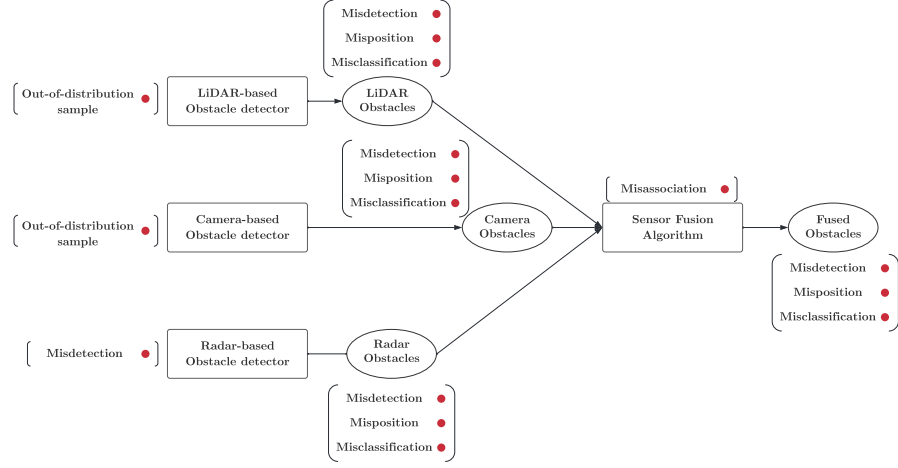 Misdetection
Misposition
Misclassification
Out-of-distribution
sample
LiDAR-based
Obstacle detector
LiDAR
Obstacles
Misdetection
Misposition
Misclassification
Out-of-distribution
sample
Camera-based
Obstacle detector
Camera
Obstacles
Misassociation
Sensor Fusion
Algorithm
Fused
Obstacles
Misdetection
Misposition
Misclassification
Misdetection
Radar-based
Obstacle detector
Radar
Obstacles
Misdetection
Misposition
Misclassification